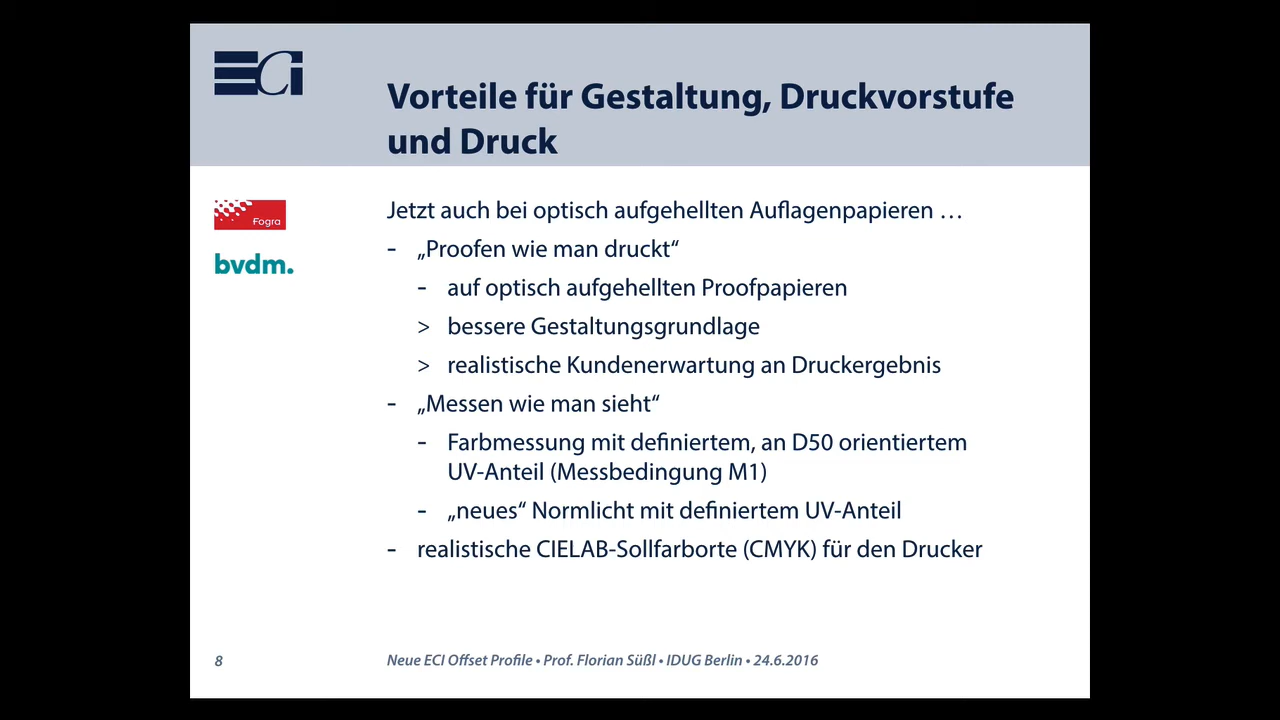 ECi
Vorteile für Gestaltung, Druckvorstufe
und Druck
Fogra
bvdm.
Jetzt auch bei optisch aufgehellten Auflagenpapieren …
- „Proofen wie man druckt“
- auf optisch aufgehellten Proofpapieren
> bessere Gestaltungsgrundlage
> realistische Kundenerwartung an Druckergebnis
- „Messen wie man sieht“
- Farbmessung mit definiertem, an D50 orientiertem
UV-Anteil (Messbedingung M1)
- „neues“ Normlicht mit definiertem UV-Anteil
- realistische CIELAB-Sollfarborte (CMYK) für den Drucker
8
Neue ECI Offset Profile • Prof. Florian Süßl • IDUG Berlin • 24.6.2016